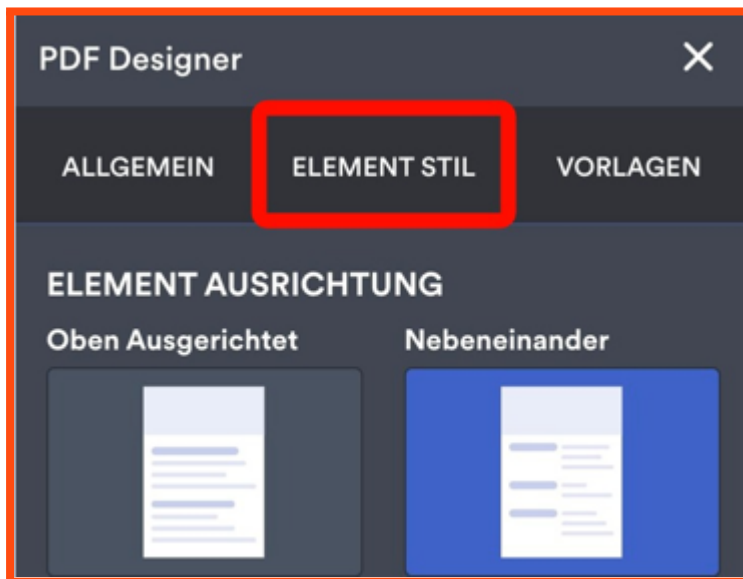 PDF Designer
ALLGEMEIN ELEMENT STIL VORLAGEN
ELEMENT AUSRICHTUNG
Oben Ausgerichtet Nebeneinander